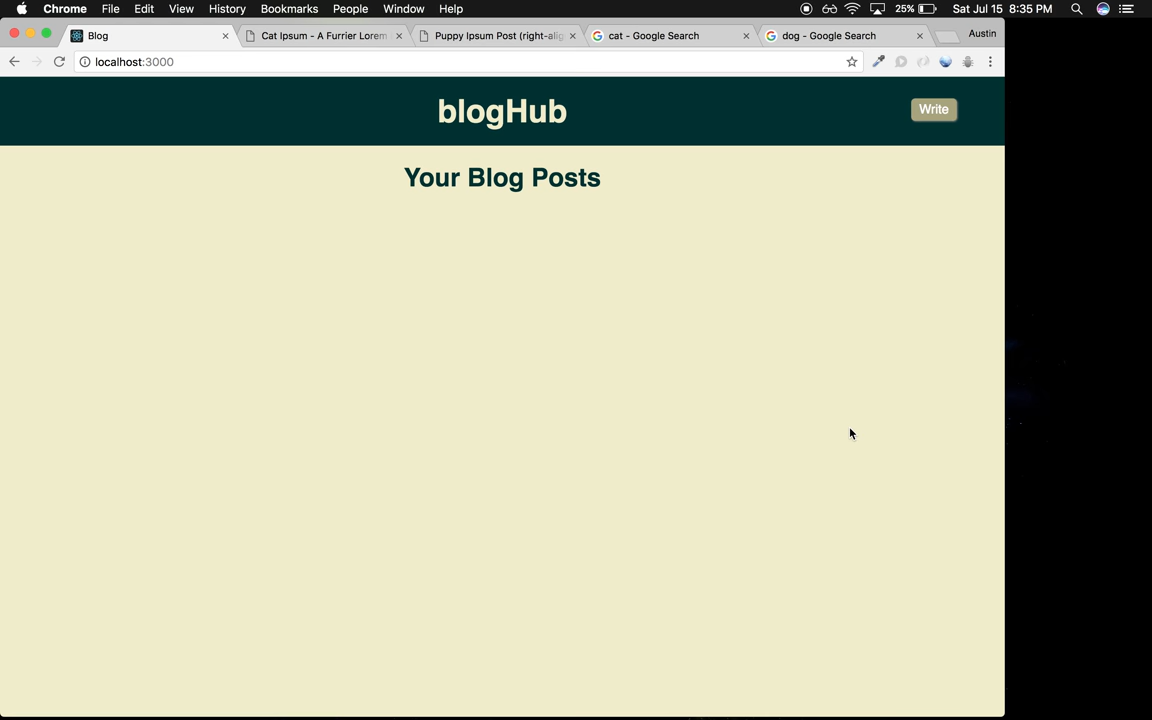 Chrome File Edit View History Bookmarks People Window Help 25% Sat Jul 15 8:35 PM
Blog Cat Ipsum - A Furrier Lorem Puppy Ipsum Post (right-alig cat - Google Search dog - Google Search Austin
localhost:3000
blogHub Write
Your Blog Posts